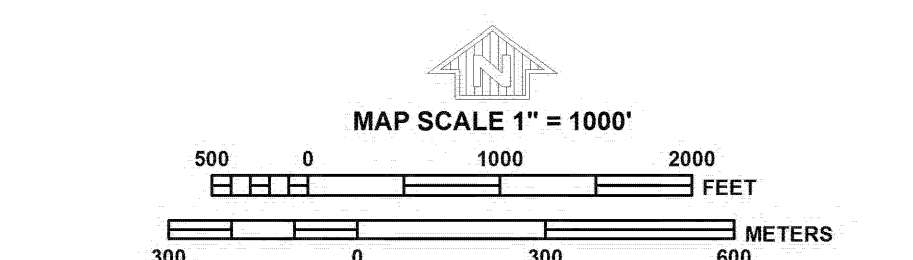 N
MAP SCALE 1" = 1000'
500 0 1000 2000
FEET
METERS
300 0 300 600